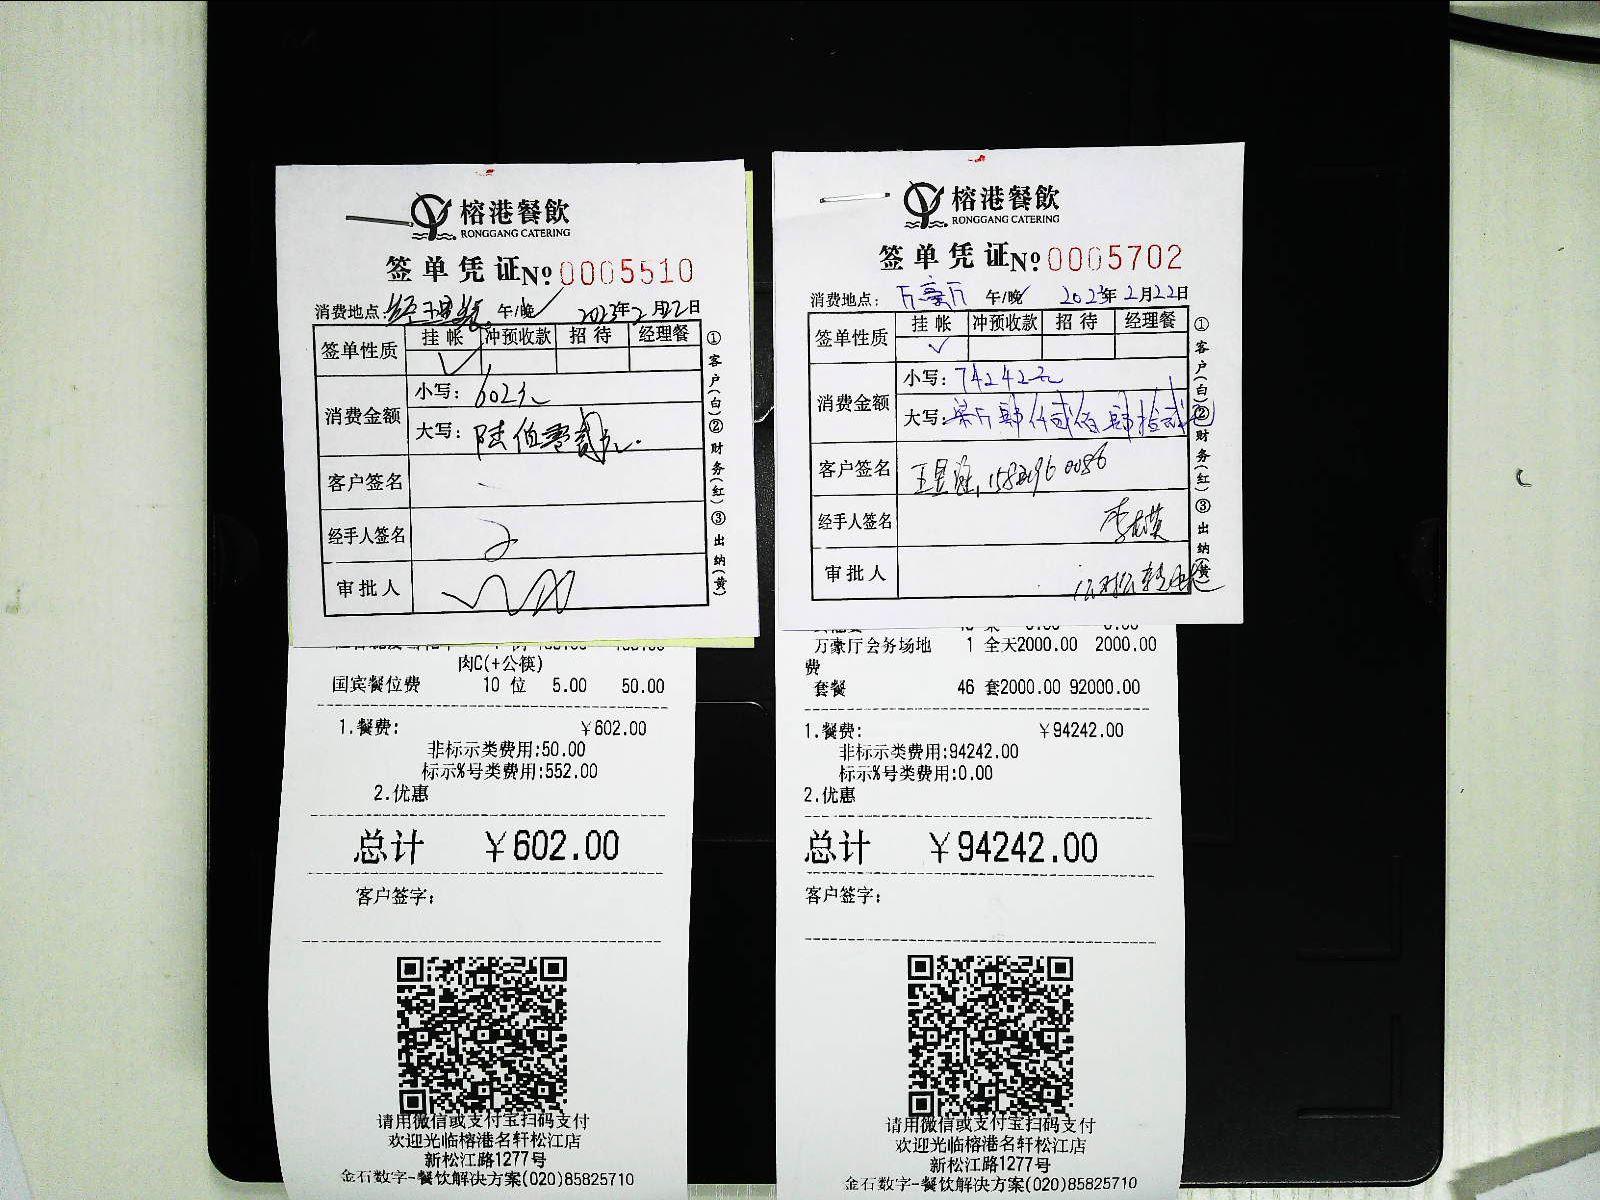 榕港餐飲
RONGGANG CATERING
签单凭证 № 0005510
消费地点: 午/晚 2023年2月22日
签单性质 挂帐 冲预收款 招待 经理餐
✓
消费金额
小写: 602元
大写: 陆佰零贰元.
客户签名
经手人签名
审批人
①客户(白)②财务(红)③出纳(黄)
肉C(+公筷)
国宾餐位费 10 位 5.00 50.00
1.餐费: ￥602.00
非标示类费用:50.00
标示%号类费用:552.00
2.优惠
总计 ￥602.00
客户签字:
请用微信或支付宝扫码支付
欢迎光临榕港名轩松江店
新松江路1277号
金石数字-餐饮解决方案(020)85825710
榕港餐飲
RONGGANG CATERING
签单凭证 № 0005702
消费地点: 万豪厅 午/晚 2023年2月22日
签单性质 挂帐 冲预收款 招待 经理餐
✓
消费金额
小写: 74242元
大写: 柒万肆仟贰佰肆拾贰
客户签名
经手人签名
审批人
①客户(白)②财务(红)③出纳(黄)
万豪厅会务场地 1 全天2000.00 2000.00
费
套餐 46 套2000.00 92000.00
1.餐费: ￥94242.00
非标示类费用:94242.00
标示%号类费用:0.00
2.优惠
总计 ￥94242.00
客户签字:
请用微信或支付宝扫码支付
欢迎光临榕港名轩松江店
新松江路1277号
金石数字-餐饮解决方案(020)85825710